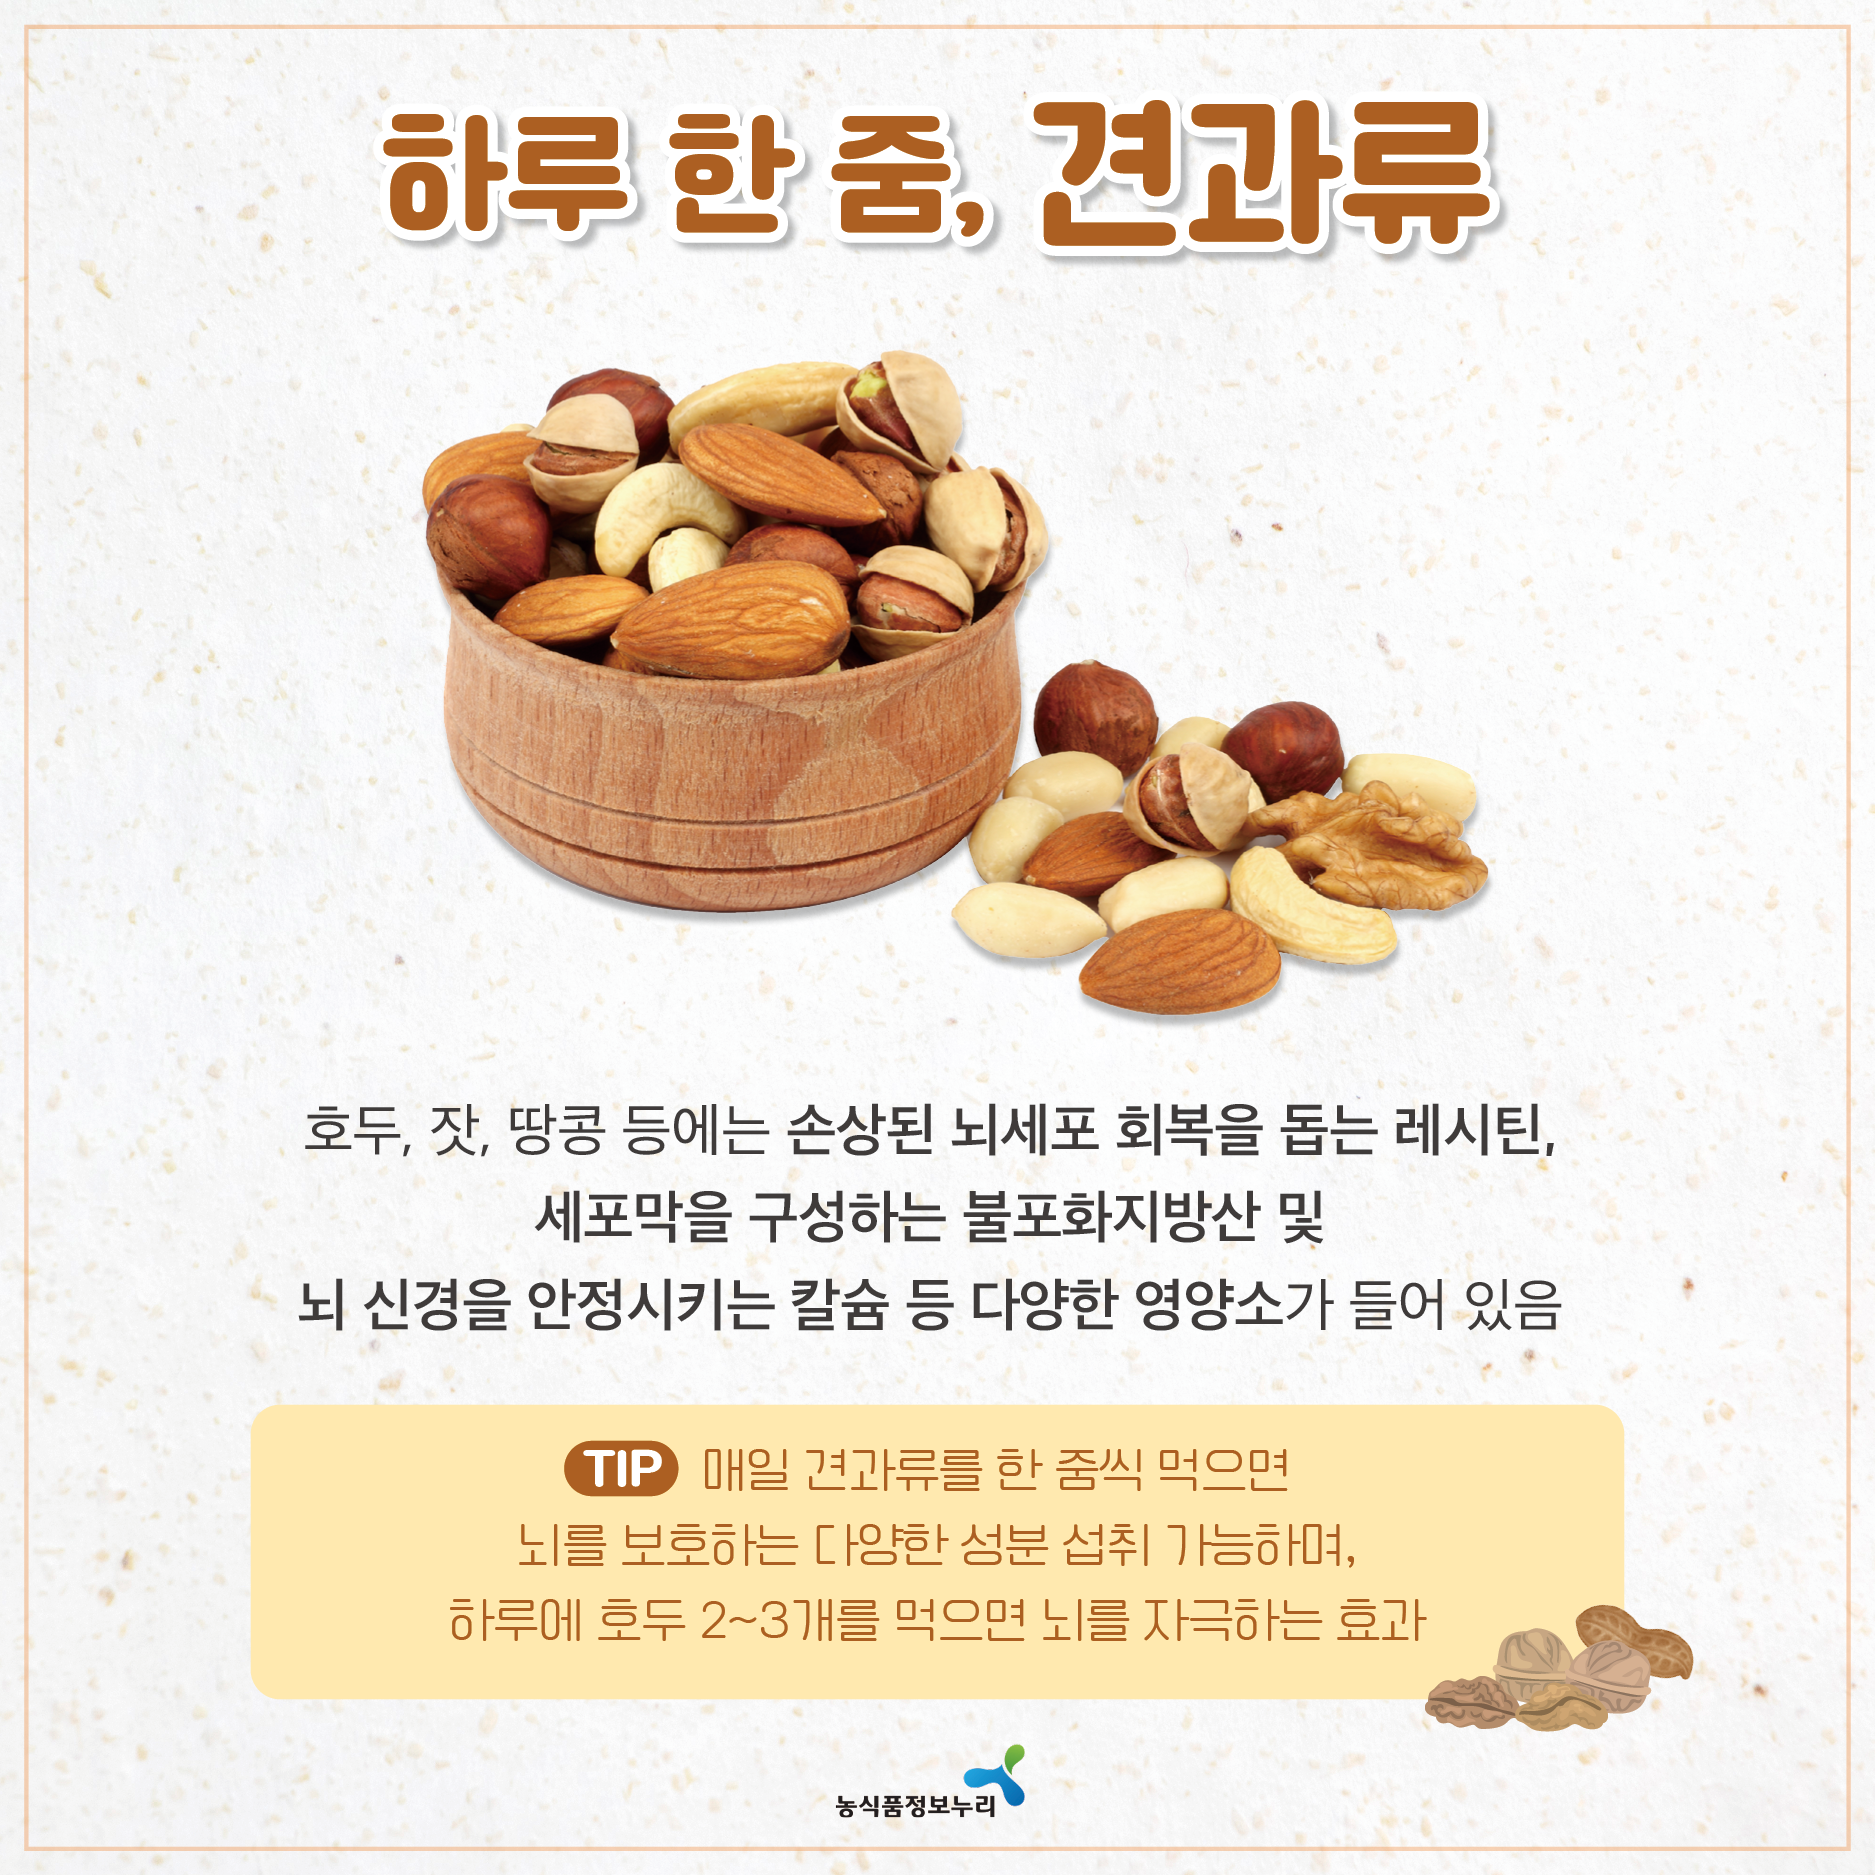 하루 한 줌, 견과류
호두, 잣, 땅콩 등에는 손상된 뇌세포 회복을 돕는 레시틴,
세포막을 구성하는 불포화지방산 및
뇌 신경을 안정시키는 칼슘 등 다양한 영양소가 들어 있음
TIP 매일 견과류를 한 줌씩 먹으면
뇌를 보호하는 다양한 성분 섭취 가능하며,
하루에 호두 2~3개를 먹으면 뇌를 자극하는 효과
농식품정보누리